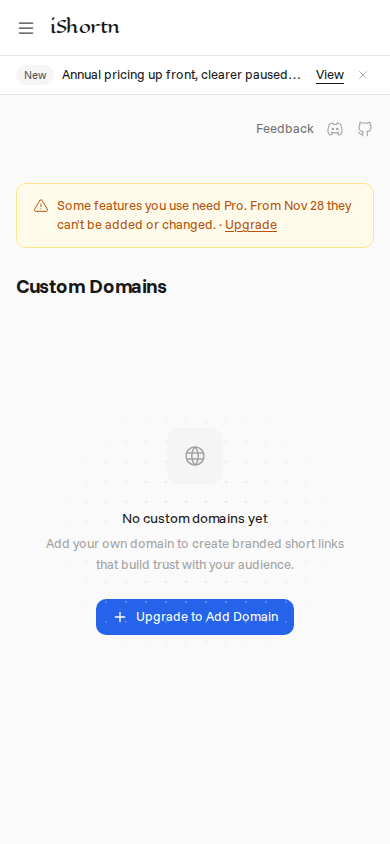 iShortn
New Annual pricing up front, clearer paused... View
Feedback
Some features you use need Pro. From Nov 28 they
can't be added or changed. · Upgrade
Custom Domains
No custom domains yet
Add your own domain to create branded short links
that build trust with your audience.
Upgrade to Add Domain